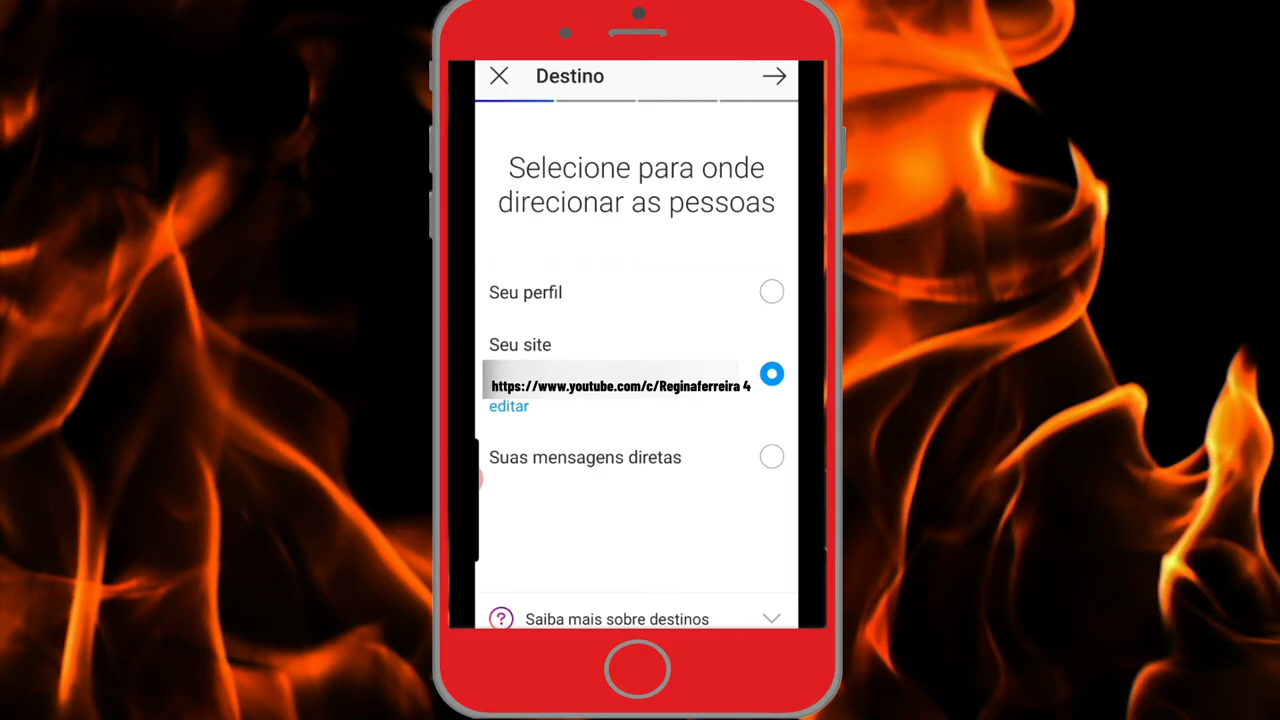 Destino
Selecione para onde
direcionar as pessoas
Seu perfil
Seu site
https://www.youtube.com/c/Reginaferreira 4
editar
Suas mensagens diretas
? Saiba mais sobre destinos